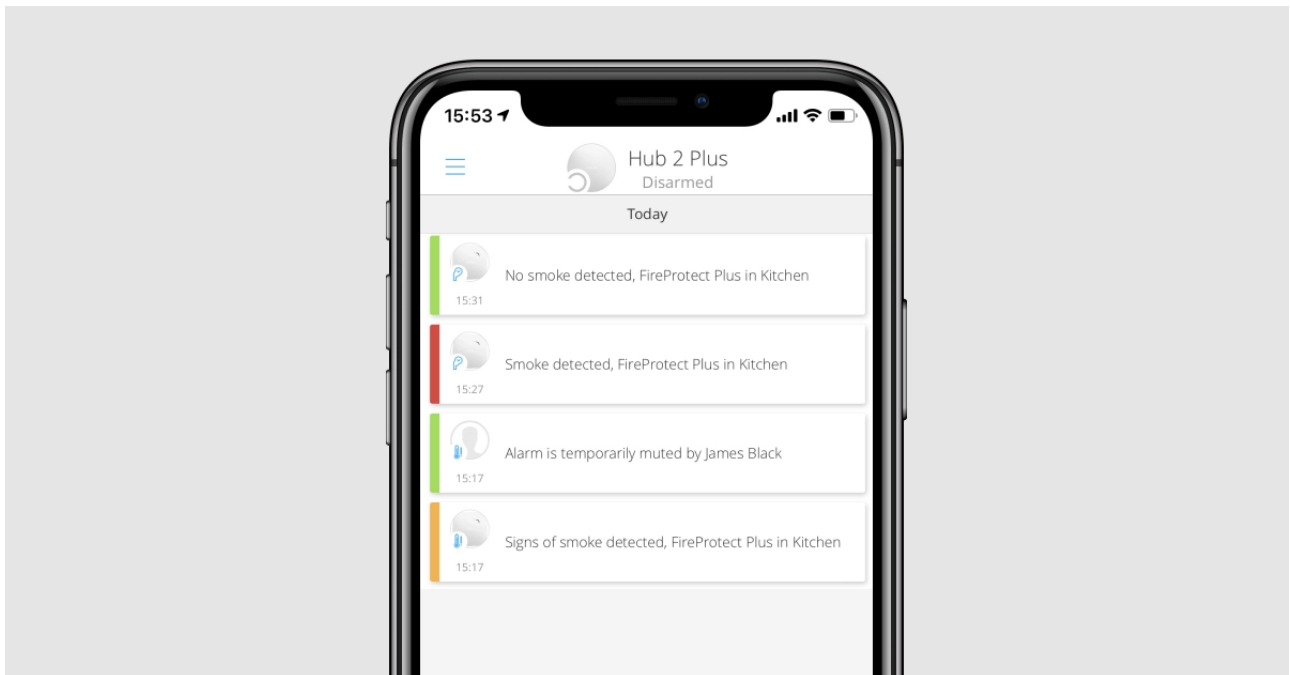 15:53
Hub 2 Plus
Disarmed
Today
No smoke detected, FireProtect Plus in Kitchen
15:31
Smoke detected, FireProtect Plus in Kitchen
15:27
Alarm is temporarily muted by James Black
15:17
Signs of smoke detected, FireProtect Plus in Kitchen
15:17